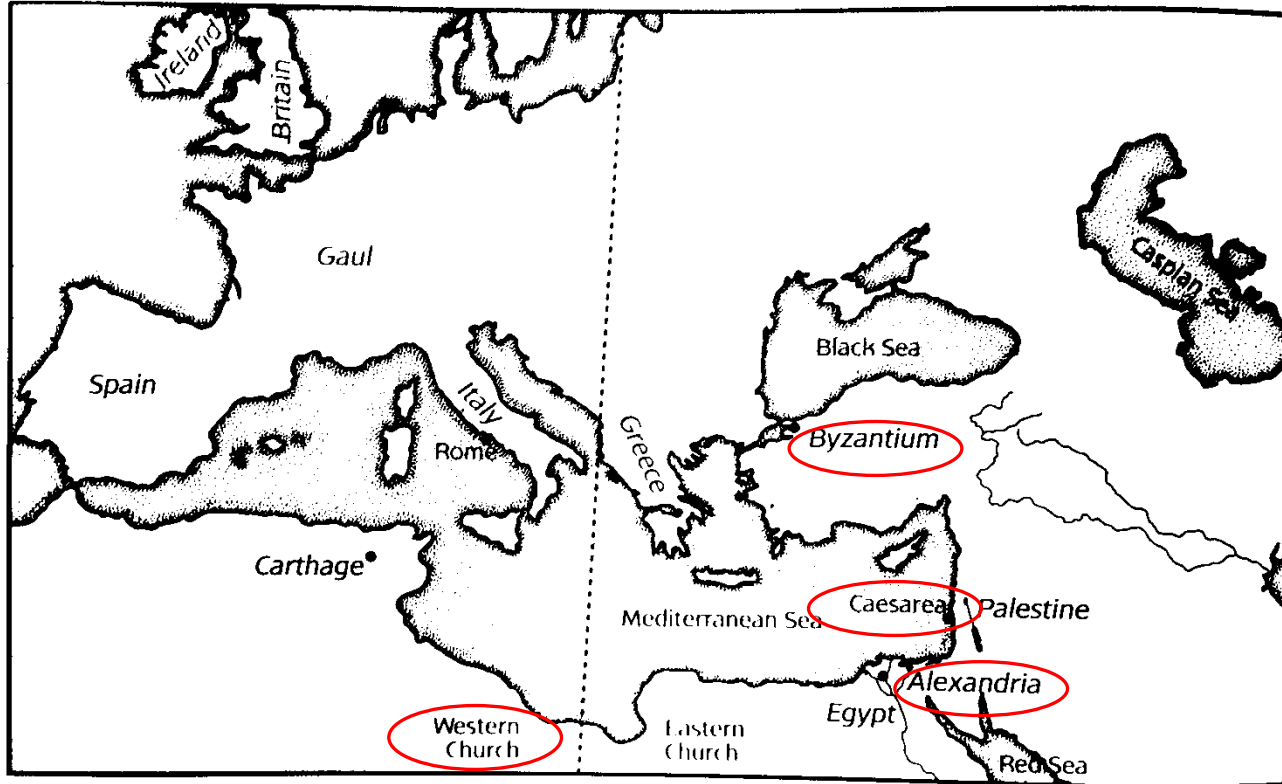 Ireland
Britain
Gaul
Caspian Sea
Black Sea
Spain
Italy
Rome
Greece
Byzantium
Carthage
Caesarea
Palestine
Mediterranean Sea
Alexandria
Egypt
Western
Church
Eastern
Church
Red Sea